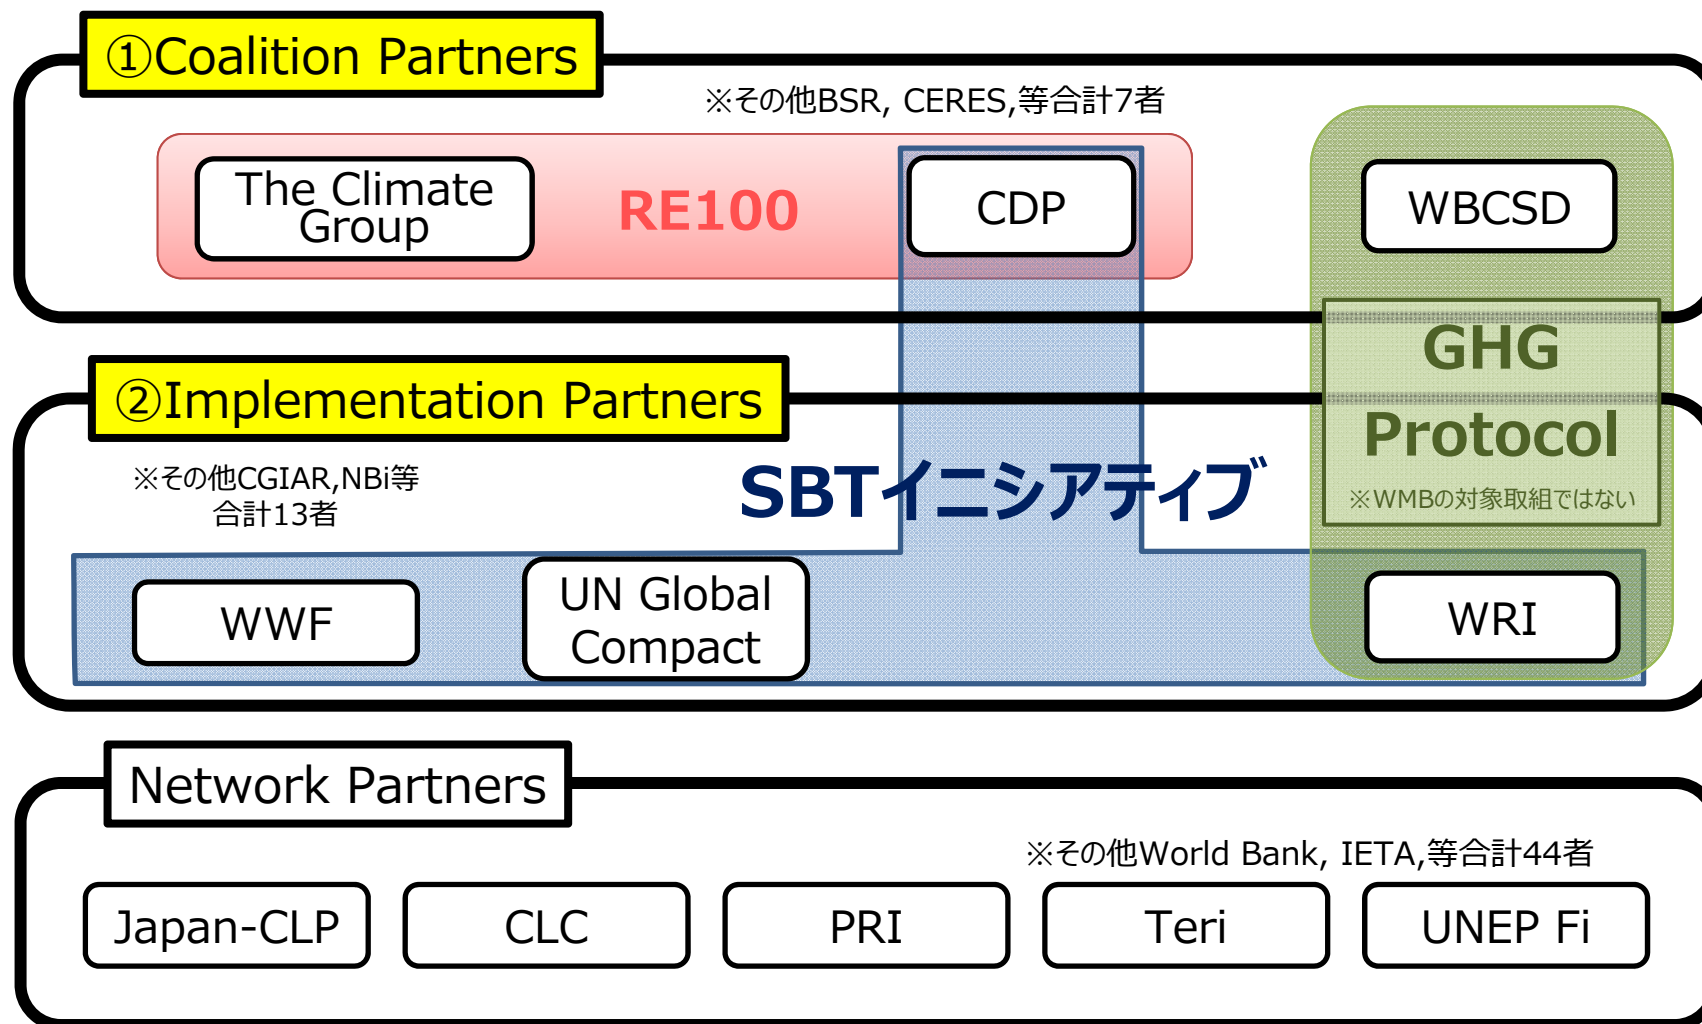 ①Coalition Partners
※その他BSR, CERES,等合計7者
The Climate
Group
RE100
CDP
WBCSD
GHG
Protocol
※WMBの対象取組ではない
②Implementation Partners
※その他CGIAR,NBi等
合計13者
SBTイニシアティブ
WWF
UN Global
Compact
WRI
Network Partners
※その他World Bank, IETA,等合計44者
Japan-CLP
CLC
PRI
Teri
UNEP Fi